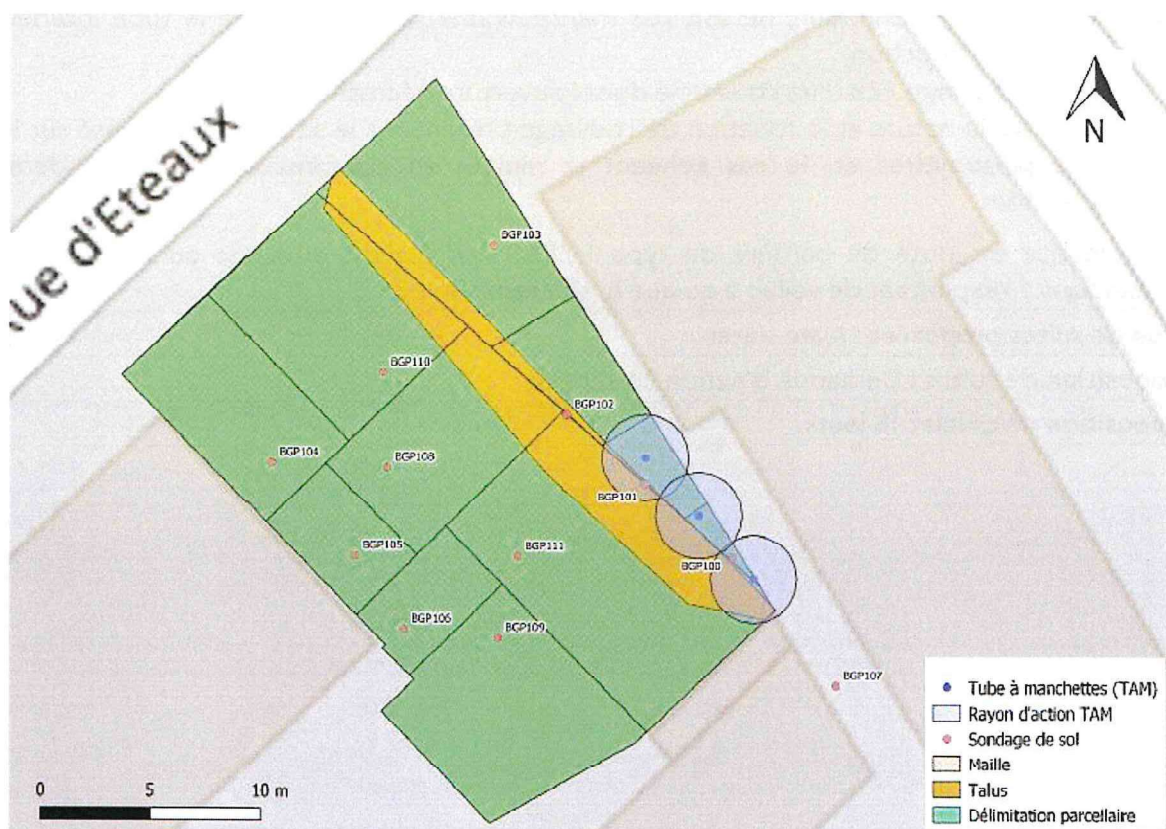 Rue d'Eteaux
N
BGP103
BGP110
BGP102
BGP104
BGP108
BGP101
BGP105
BGP111
BGP100
BGP106
BGP109
BGP107
0 5 10 m
Tube à manchettes (TAM)
Rayon d'action TAM
Sondage de sol
Maille
Talus
Délimitation parcellaire